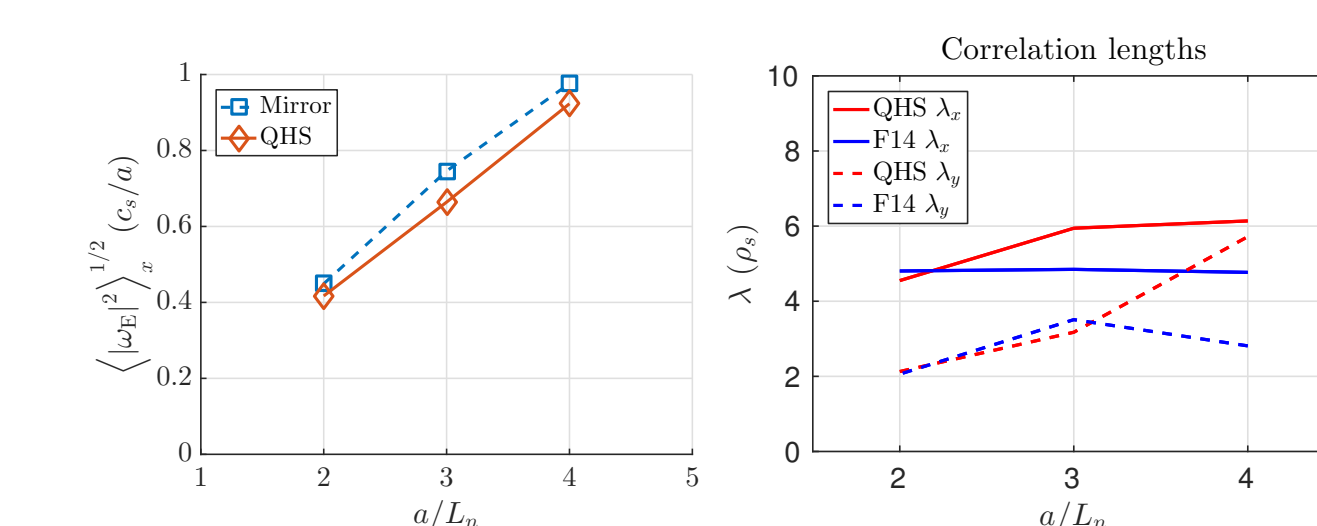 1
0.8
0.6
0.4
0.2
0
1 2 3 4 5
⟨|ω_E|²⟩_x^{1/2} (c_s/a)
a/L_n
Mirror
QHS
Correlation lengths
10
8
6
4
2
0
2 3 4
λ (ρ_s)
a/L_n
QHS λ_x
F14 λ_x
QHS λ_y
F14 λ_y